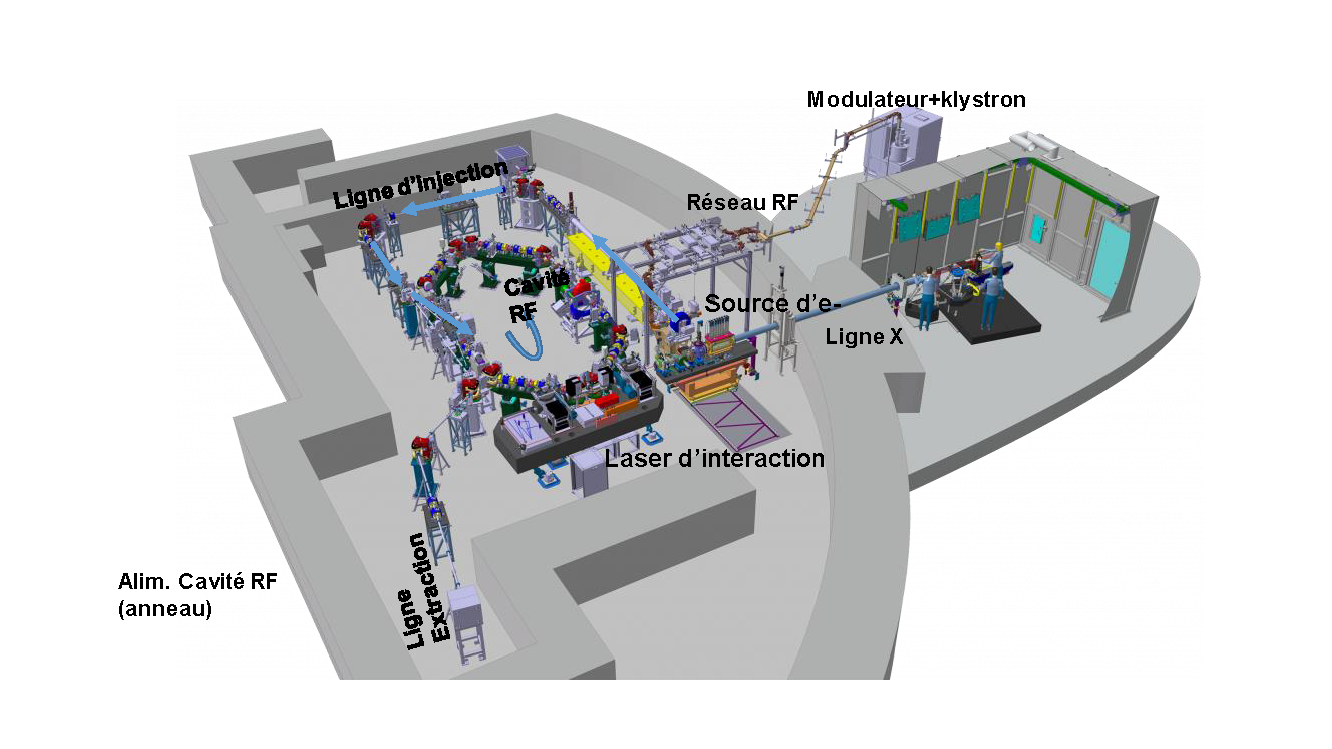 Modulateur+klystron
Ligne d'injection
Réseau RF
Cavité
RF
Source d'e-
Ligne X
Laser d'interaction
Alim. Cavité RF
(anneau)
Ligne
Extraction